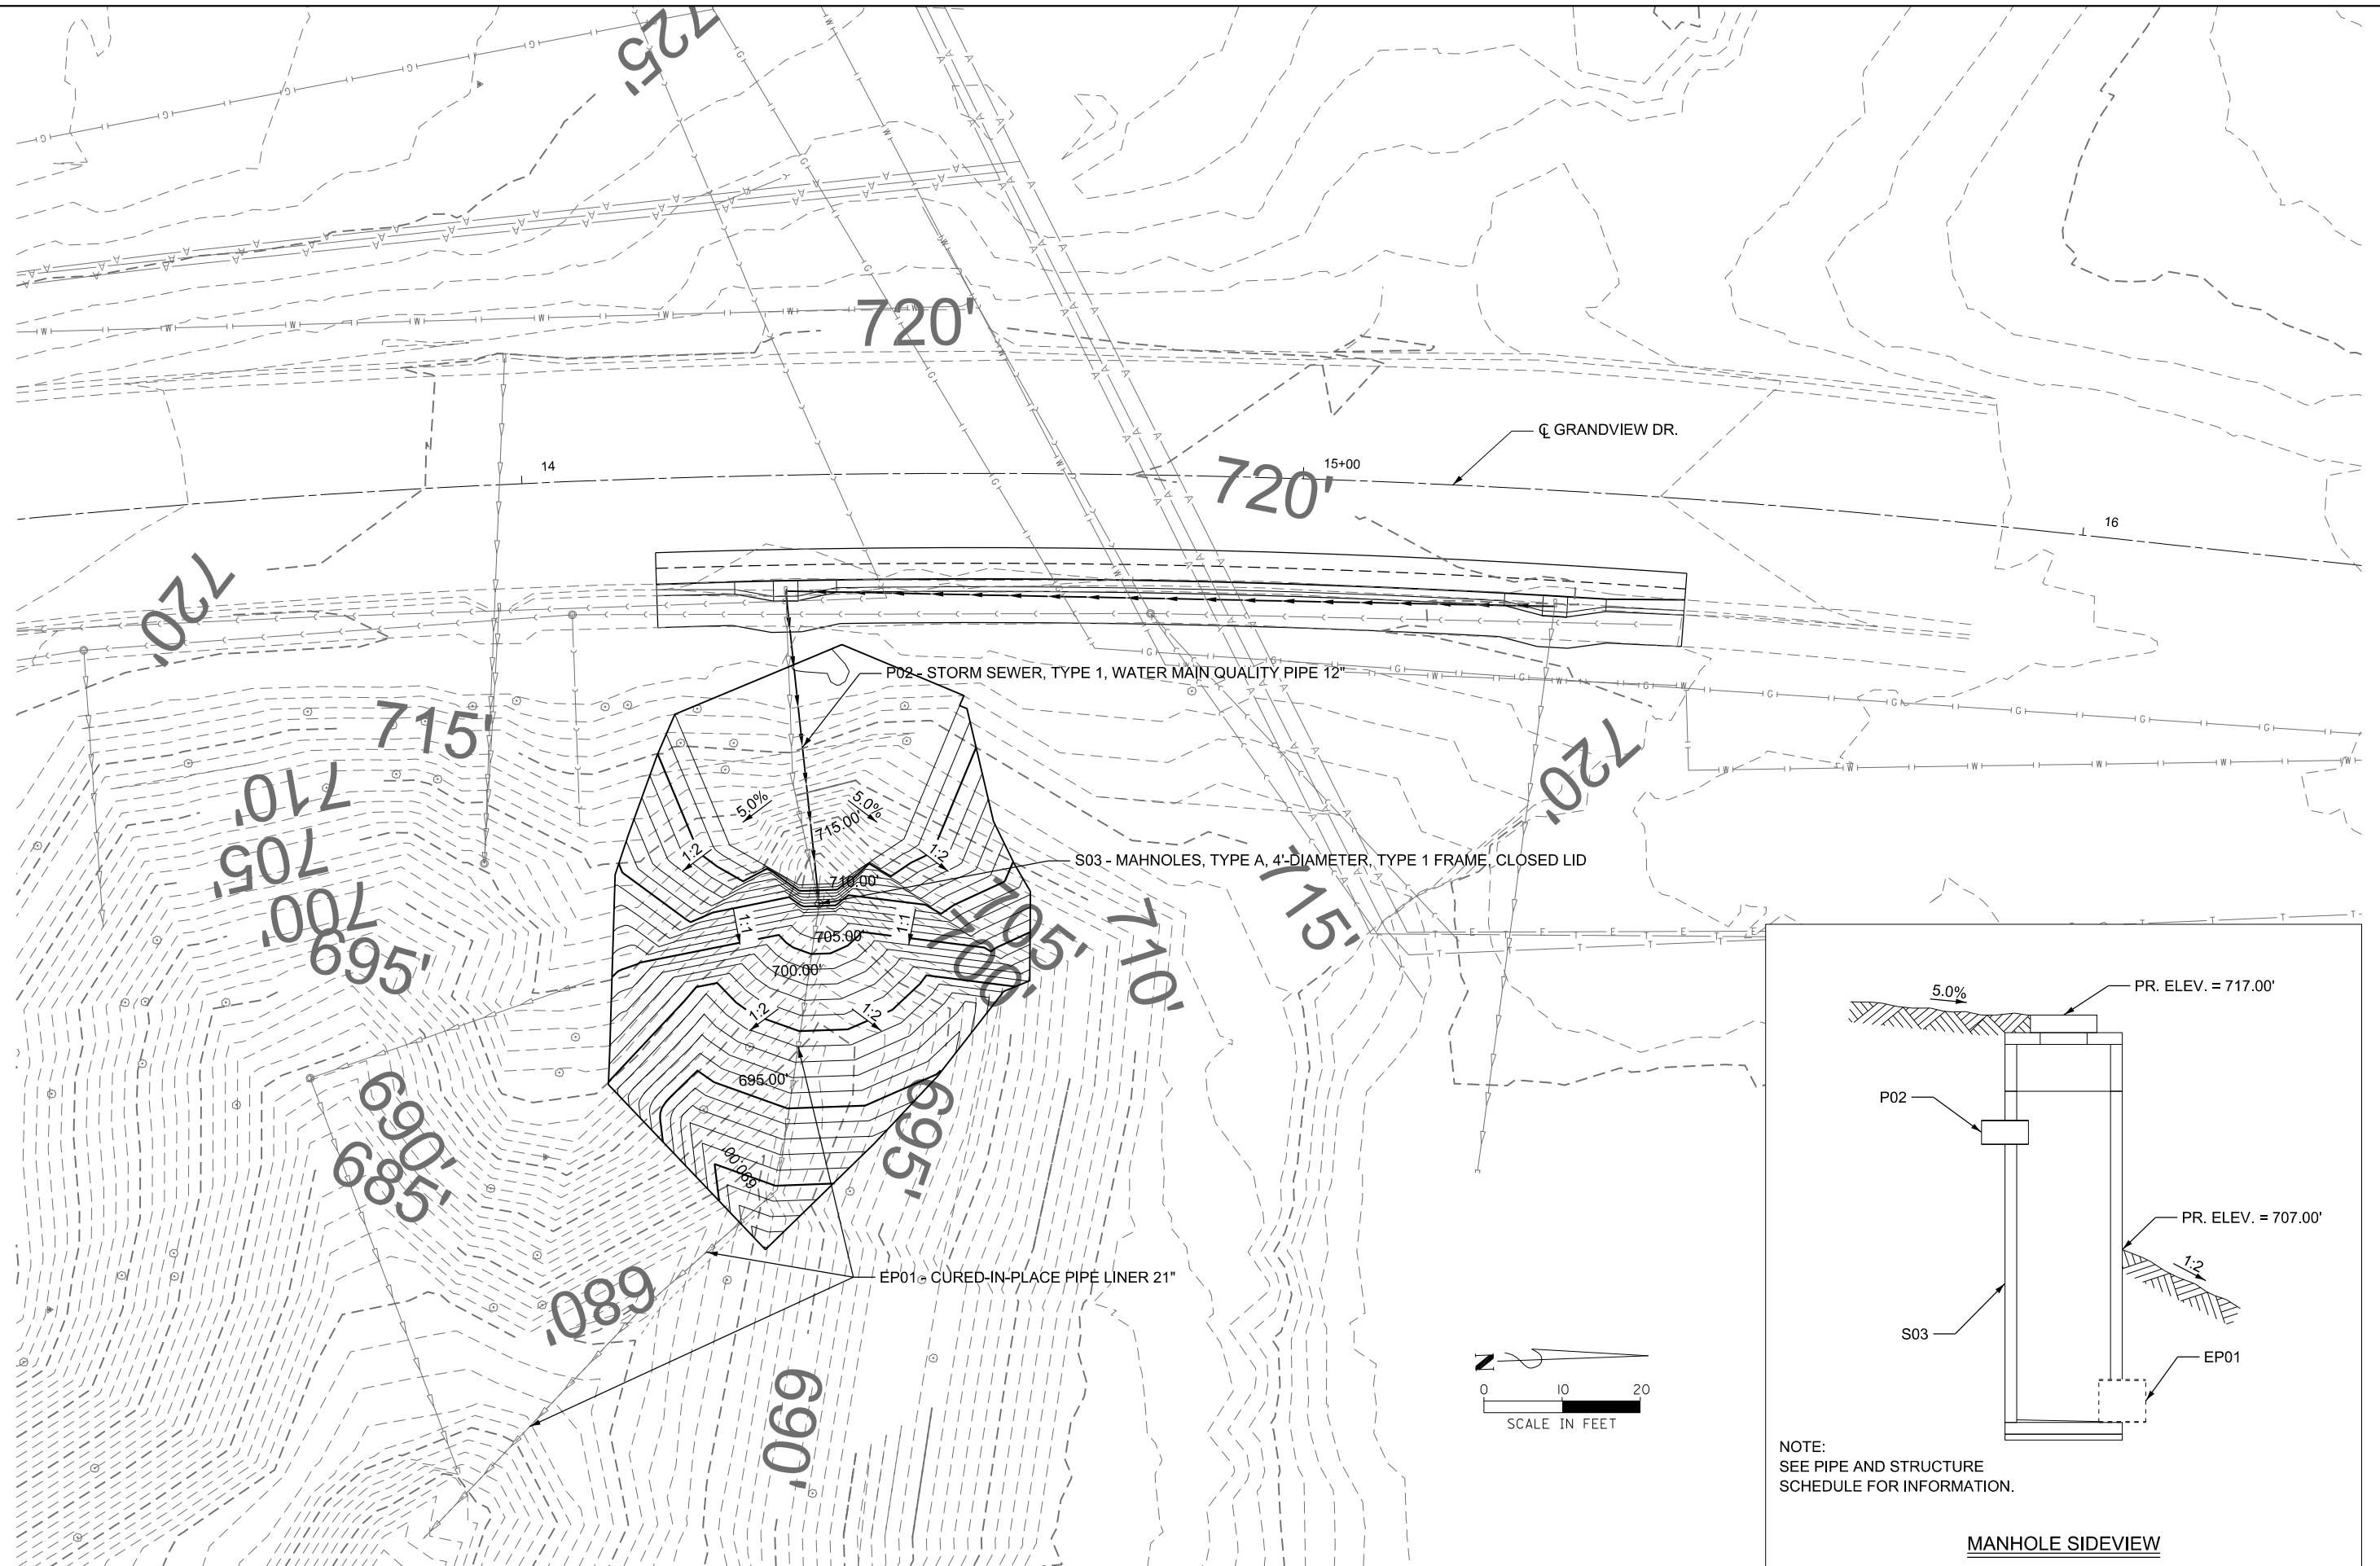 725'
720'
℄ GRANDVIEW DR.
14
720'
15+00
16
720'
P02 - STORM SEWER, TYPE 1, WATER MAIN QUALITY PIPE 12"
715'
720'
710'
5.0%
5.0%
715.00'
705'
1:2
1:2
S03 - MAHNOLES, TYPE A, 4'-DIAMETER, TYPE 1 FRAME, CLOSED LID
710.00'
715'
700'
705'
710'
1:1
1:1
700'
695'
705.00'
700.00'
1:2
1:2
695.00'
690'
695'
685'
690.00'
EP01 - CURED-IN-PLACE PIPE LINER 21"
680'
690'
N
0 10 20
SCALE IN FEET
5.0%
PR. ELEV. = 717.00'
P02
PR. ELEV. = 707.00'
1:2
S03
EP01
NOTE:
SEE PIPE AND STRUCTURE
SCHEDULE FOR INFORMATION.
MANHOLE SIDEVIEW